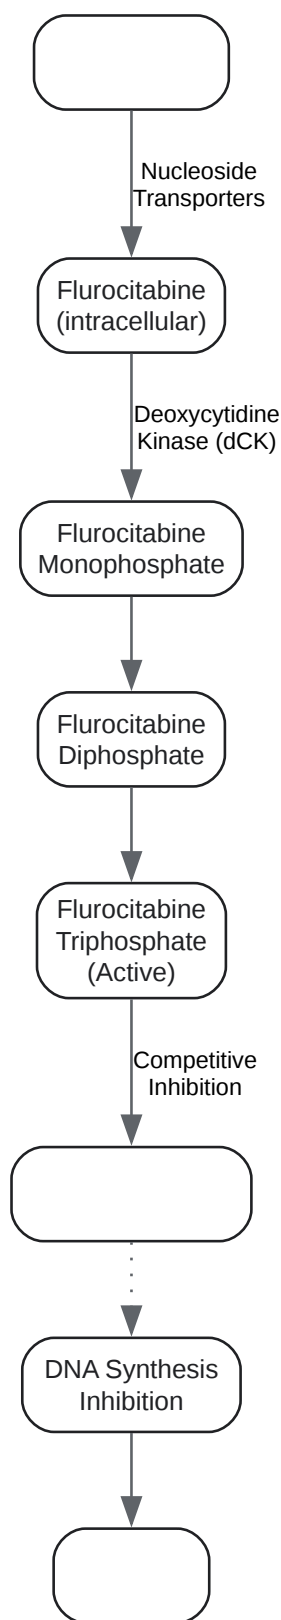 Nucleoside
Transporters
Flurocitabine
(intracellular)
Deoxycytidine
Kinase (dCK)
Flurocitabine
Monophosphate
Flurocitabine
Diphosphate
Flurocitabine
Triphosphate
(Active)
Competitive
Inhibition
DNA Synthesis
Inhibition